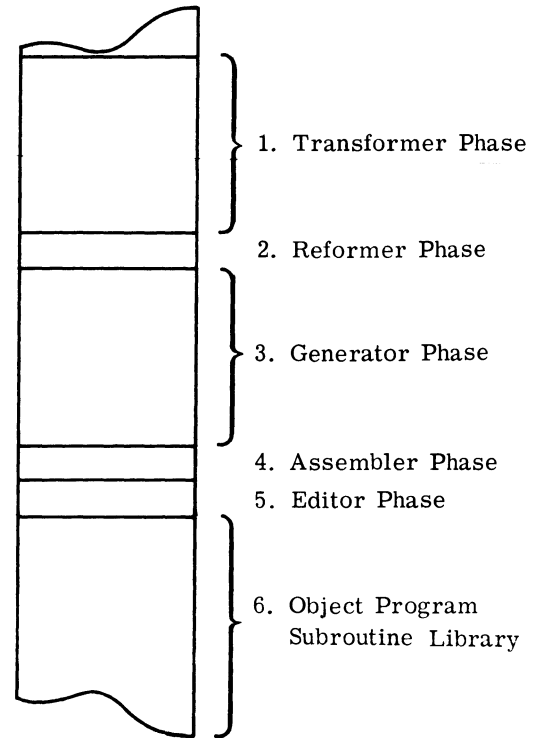 1. Transformer Phase
2. Reformer Phase
3. Generator Phase
4. Assembler Phase
5. Editor Phase
6. Object Program
Subroutine Library